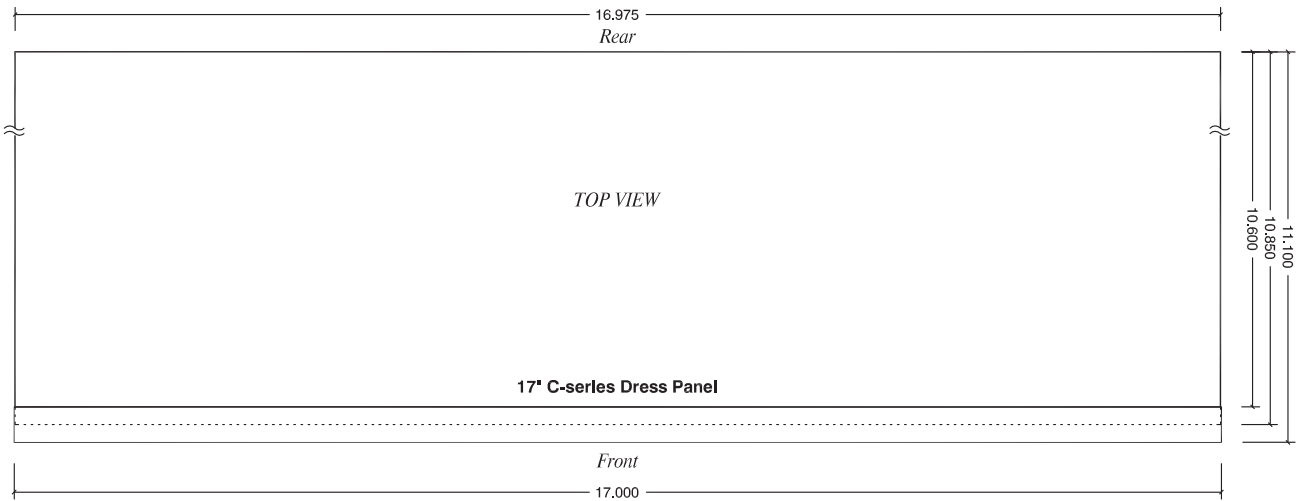 16.975
Rear
TOP VIEW
10.600
10.850
11.100
17" C-series Dress Panel
Front
17.000